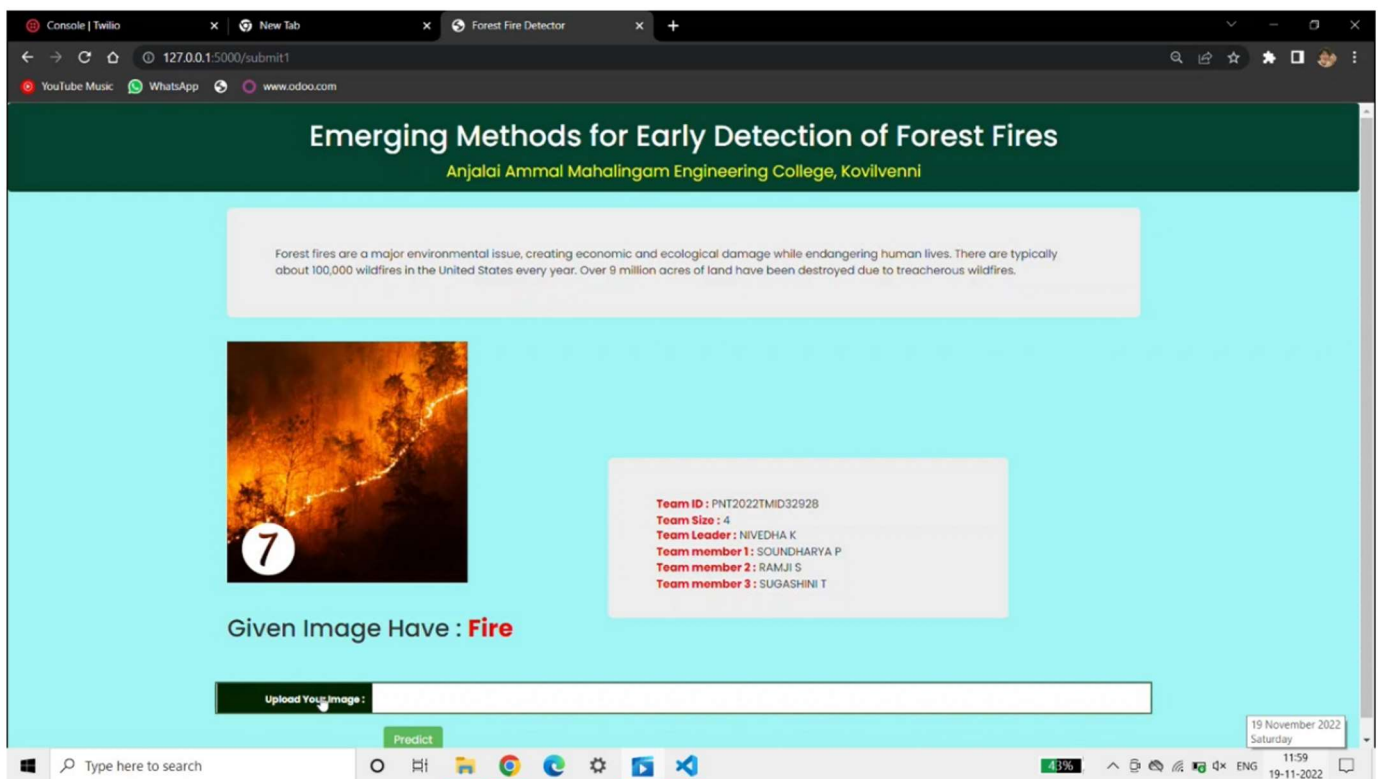 Console | Twilio
New Tab
Forest Fire Detector
127.0.0.1:5000/submit1
YouTube Music
WhatsApp
www.odoo.com
Emerging Methods for Early Detection of Forest Fires
Anjalai Ammal Mahalingam Engineering College, Kovilvenni
Forest fires are a major environmental issue, creating economic and ecological damage while endangering human lives. There are typically
about 100,000 wildfires in the United States every year. Over 9 million acres of land have been destroyed due to treacherous wildfires.
7
Team ID : PNT2022TMID32928
Team Size : 4
Team Leader : NIVEDHA K
Team member 1 : SOUNDHARYA P
Team member 2 : RAMJI S
Team member 3 : SUGASHINI T
Given Image Have : Fire
Upload Your Image :
Predict
19 November 2022
Saturday
Type here to search
43%
ENG
11:59
19-11-2022